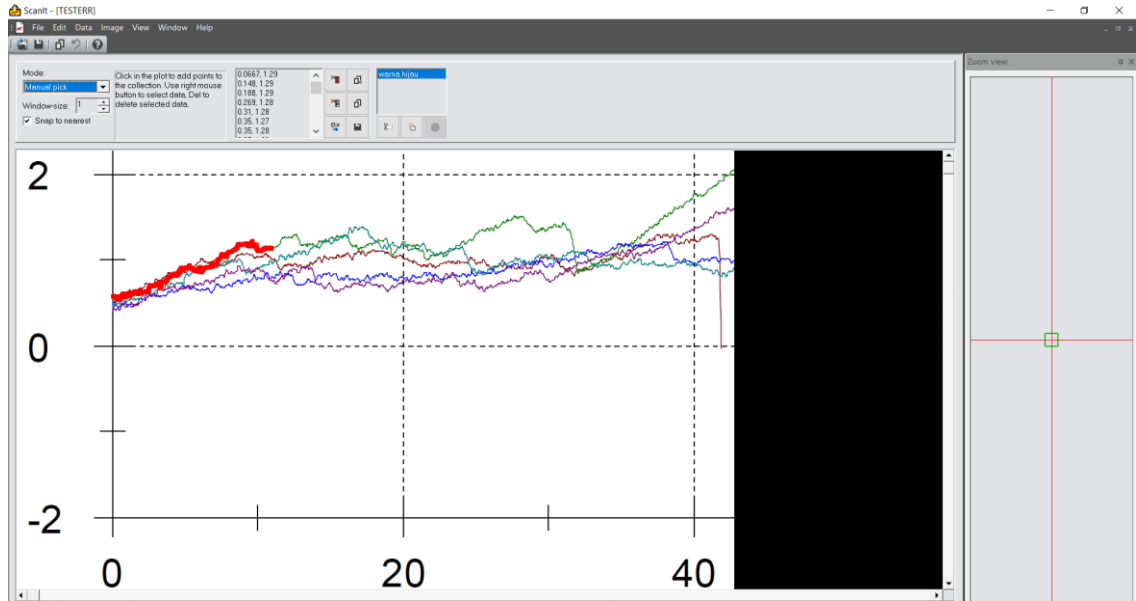 ScanIt - [TESTERR]
File Edit Data Image View Window Help
Zoom view:
Mode:
Manual pick
Window-size: 1
Snap to nearest
Click in the plot to add points to
the collection. Use right mouse
button to select data, Del to
delete selected data.
0.0667, 1.29
0.148, 1.29
0.188, 1.29
0.269, 1.28
0.31, 1.28
0.35, 1.27
0.35, 1.28
warna hijau
2
0
-2
0 20 40